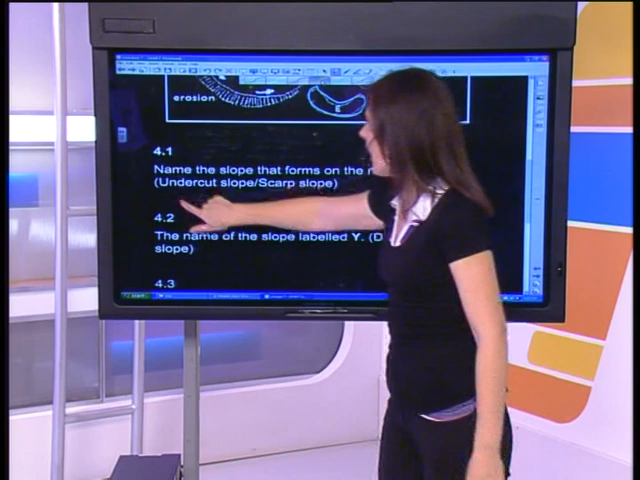 erosion
4.1
Name the slope that forms on the
(Undercut slope/Scarp slope)
4.2
The name of the slope labelled Y. (D
slope)
4.3